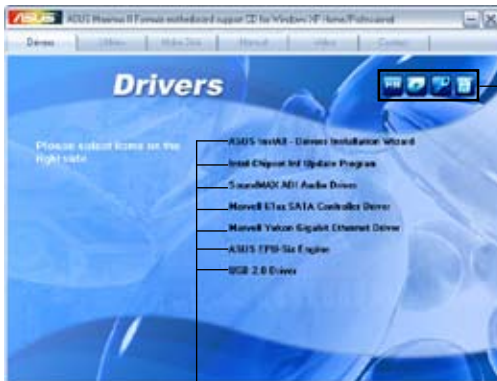 ASUS Maximus II Formula motherboard support CD for Windows XP Home/Professional
Drivers Utilities Make Disk Manual Video Contact
Drivers
Please select items on the
right side
ASUS InstAll - Drivers Installation Wizard
Intel Chipset Inf Update Program
SoundMAX ADI Audio Driver
Marvell 61xx SATA Controller Driver
Marvell Yukon Gigabit Ethernet Driver
ASUS EPU-Six Engine
USB 2.0 Driver